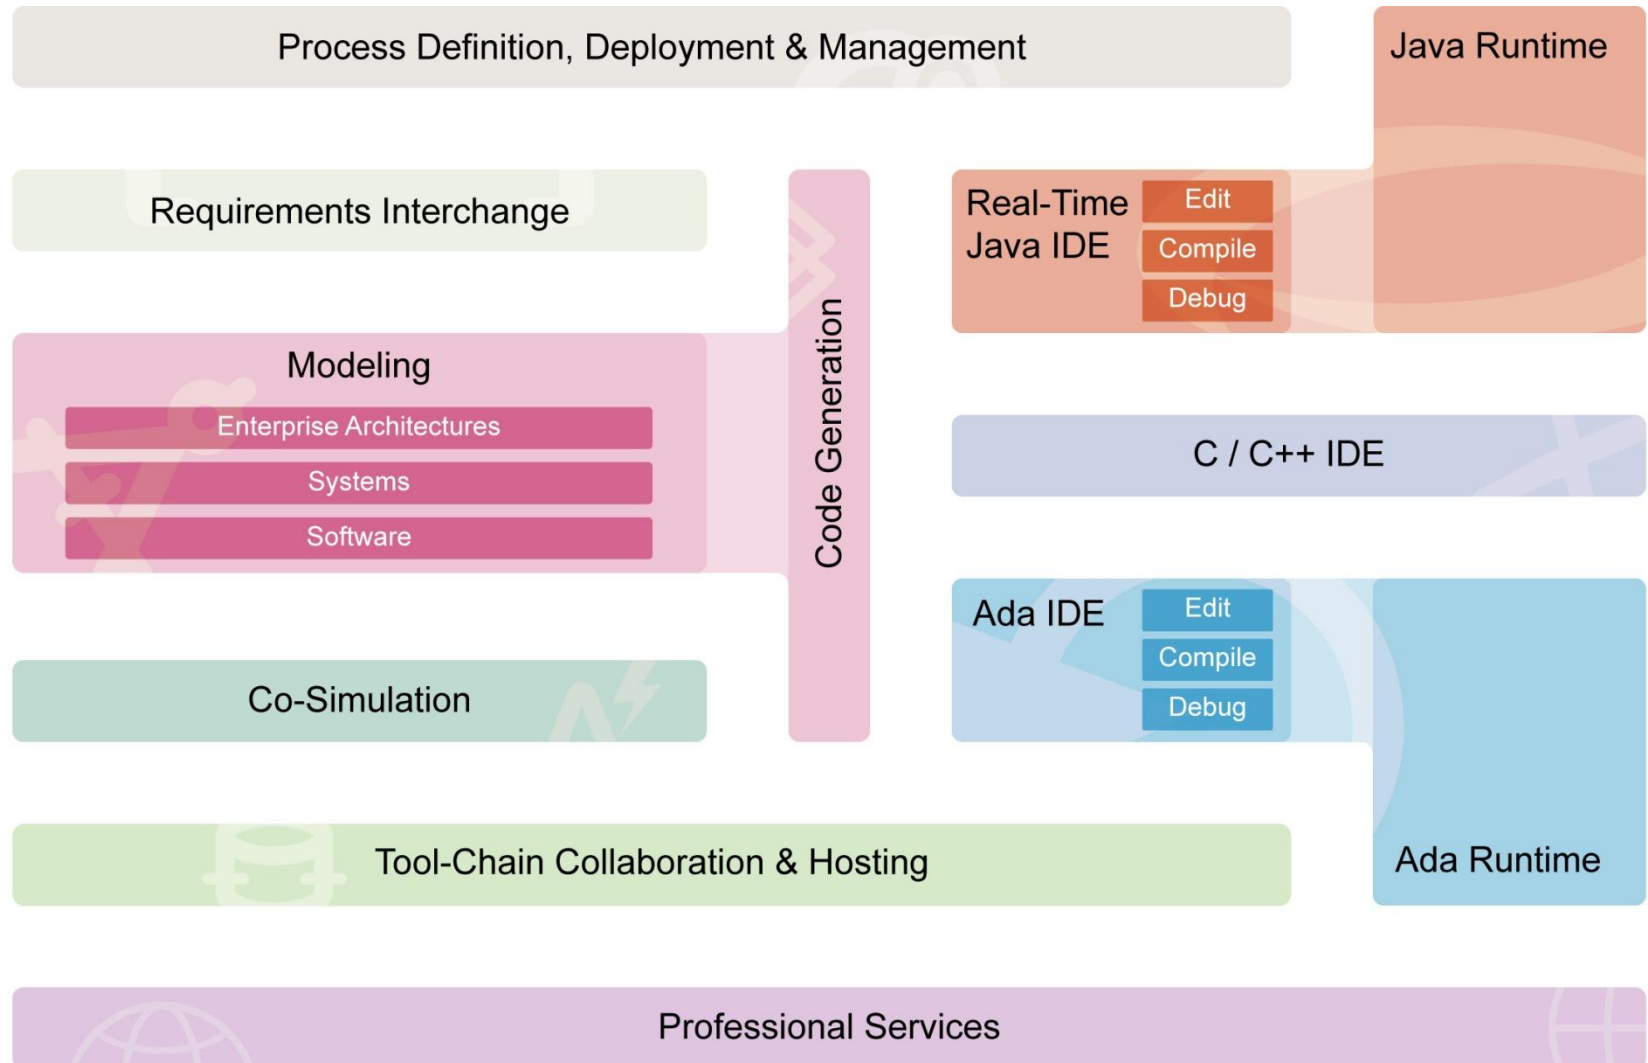 Process Definition, Deployment & Management
Java Runtime
Requirements Interchange
Real-Time
Java IDE
Edit
Compile
Debug
Modeling
Enterprise Architectures
Systems
Software
Code Generation
C / C++ IDE
Ada IDE
Edit
Compile
Debug
Co-Simulation
Tool-Chain Collaboration & Hosting
Ada Runtime
Professional Services